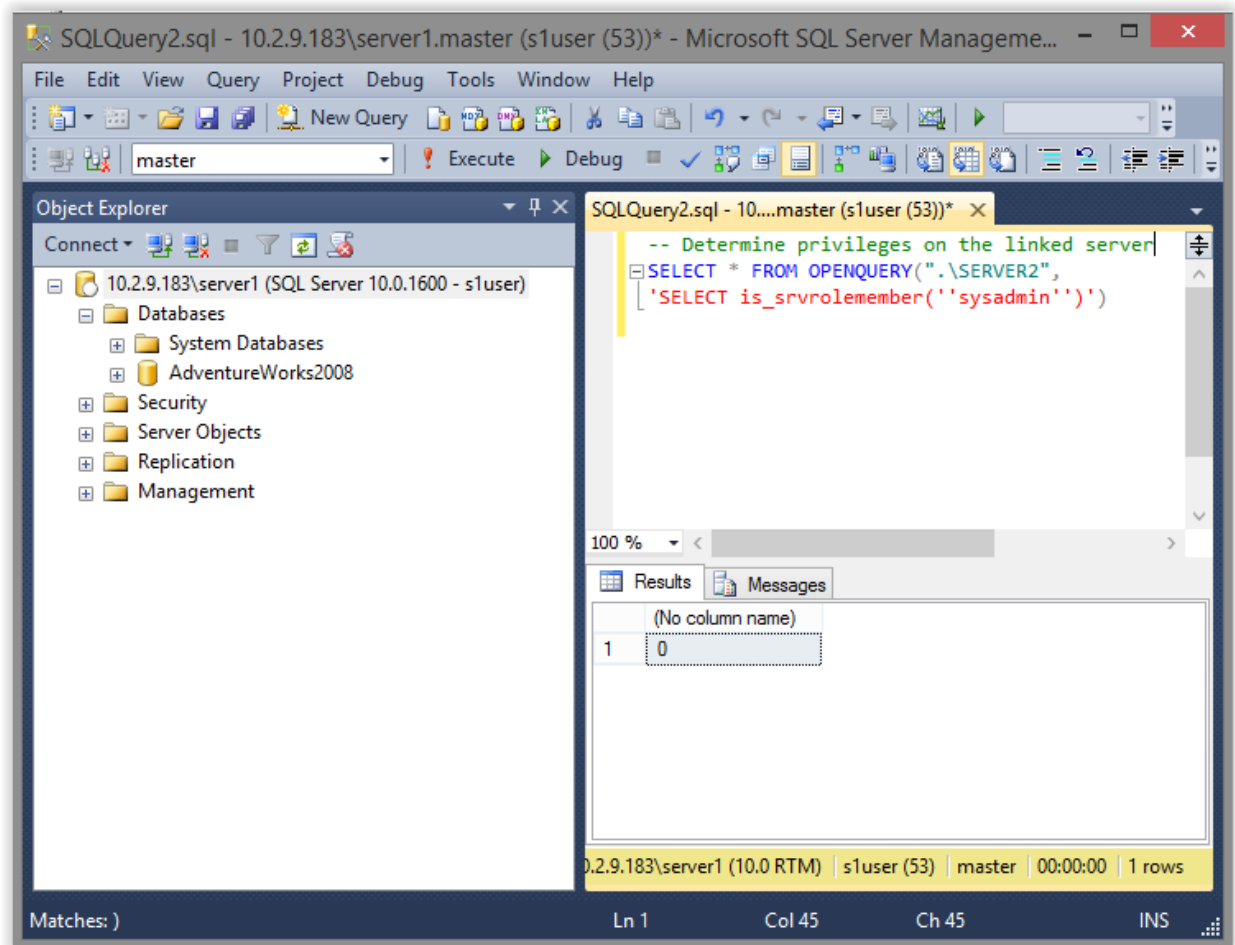 SQLQuery2.sql - 10.2.9.183\server1.master (s1user (53))* - Microsoft SQL Server Manageme...
File Edit View Query Project Debug Tools Window Help
New Query
master Execute Debug
Object Explorer
Connect
10.2.9.183\server1 (SQL Server 10.0.1600 - s1user)
Databases
System Databases
AdventureWorks2008
Security
Server Objects
Replication
Management
SQLQuery2.sql - 10....master (s1user (53))*
-- Determine privileges on the linked server
SELECT * FROM OPENQUERY(".\SERVER2",
'SELECT is_srvrolemember(''sysadmin'')')
100 %
Results Messages
(No column name)
1 0
).2.9.183\server1 (10.0 RTM) s1user (53) master 00:00:00 1 rows
Matches: ) Ln 1 Col 45 Ch 45 INS